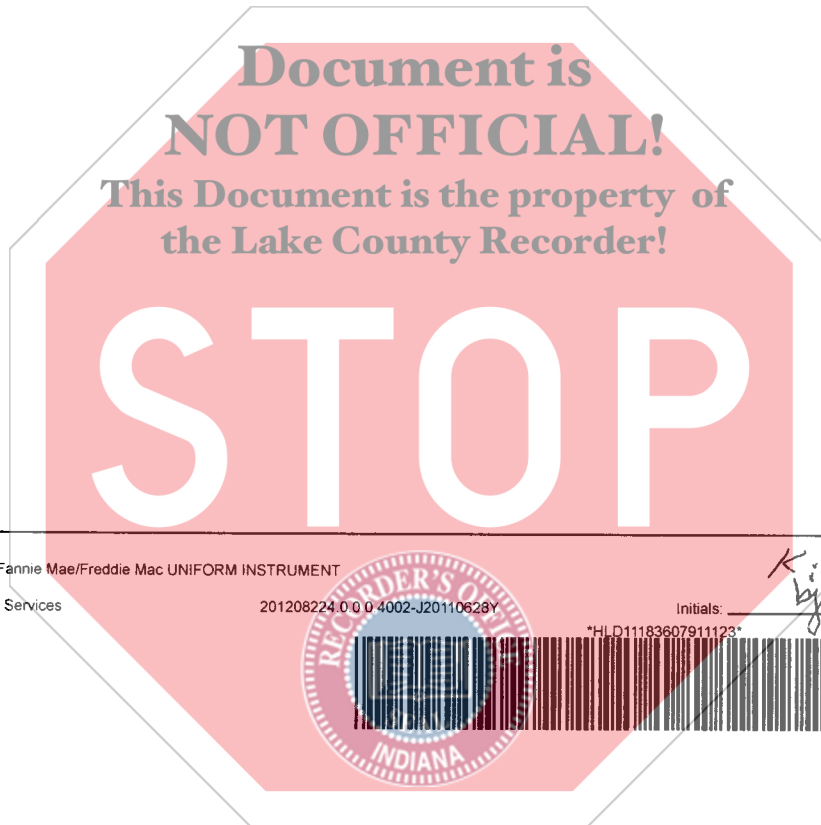 Document is
NOT OFFICIAL!
This Document is the property of
the Lake County Recorder!
STOP
Fannie Mae/Freddie Mac UNIFORM INSTRUMENT
Services
201208224.0.0.0.4002-J20110628Y
Initials:
*HLD11183607911123*
RECORDER'S OFFICE
SEAL
INDIANA